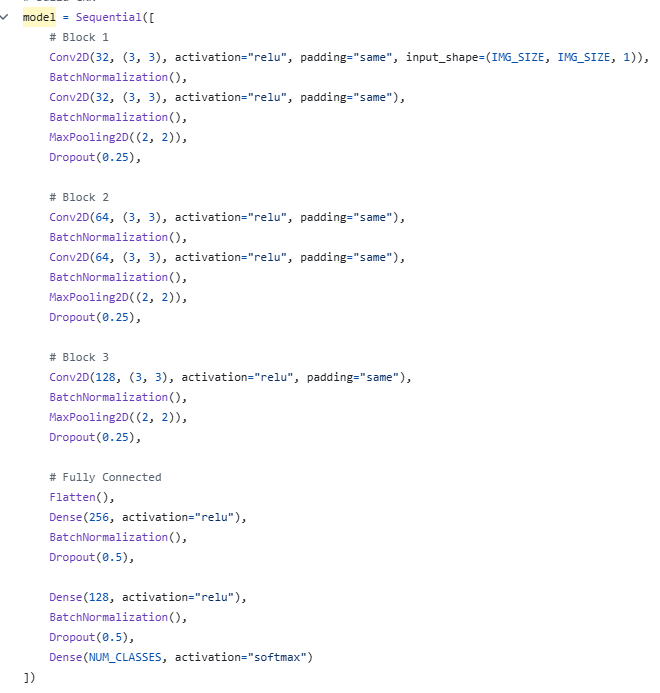 model = Sequential([
    # Block 1
    Conv2D(32, (3, 3), activation="relu", padding="same", input_shape=(IMG_SIZE, IMG_SIZE, 1)),
    BatchNormalization(),
    Conv2D(32, (3, 3), activation="relu", padding="same"),
    BatchNormalization(),
    MaxPooling2D((2, 2)),
    Dropout(0.25),

    # Block 2
    Conv2D(64, (3, 3), activation="relu", padding="same"),
    BatchNormalization(),
    Conv2D(64, (3, 3), activation="relu", padding="same"),
    BatchNormalization(),
    MaxPooling2D((2, 2)),
    Dropout(0.25),

    # Block 3
    Conv2D(128, (3, 3), activation="relu", padding="same"),
    BatchNormalization(),
    MaxPooling2D((2, 2)),
    Dropout(0.25),

    # Fully Connected
    Flatten(),
    Dense(256, activation="relu"),
    BatchNormalization(),
    Dropout(0.5),

    Dense(128, activation="relu"),
    BatchNormalization(),
    Dropout(0.5),
    Dense(NUM_CLASSES, activation="softmax")
])